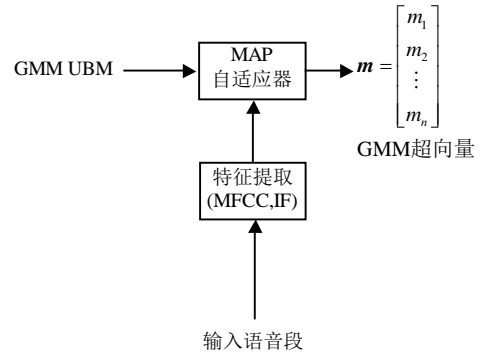 GMM UBM
MAP
自适应器
m = [m₁ m₂ ⋮ mₙ]
GMM超向量
特征提取
(MFCC,IF)
输入语音段